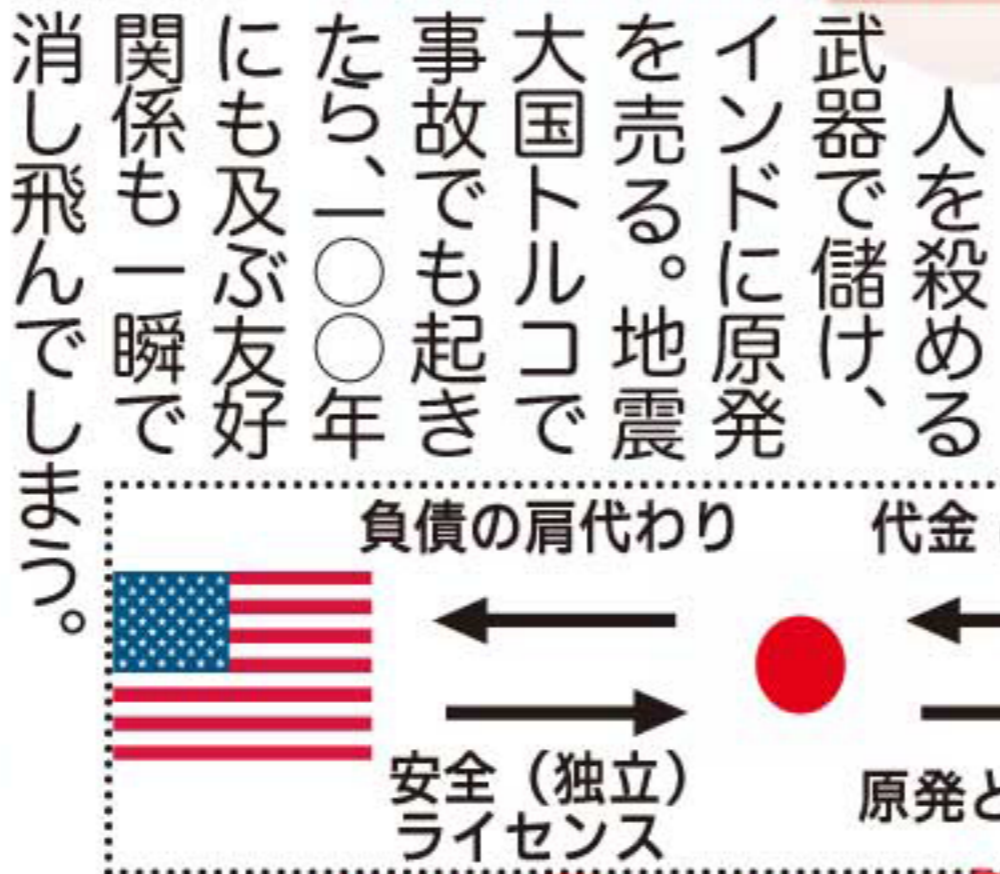 人を殺める
武器で儲け、
インドに原発
を売る。地震
大国トルコで
事故でも起き
たら、一〇〇年
にも及ぶ友好
関係も一瞬で
消し飛んでしまう。
負債の肩代わり
代金
安全（独立）
ライセンス
原発と